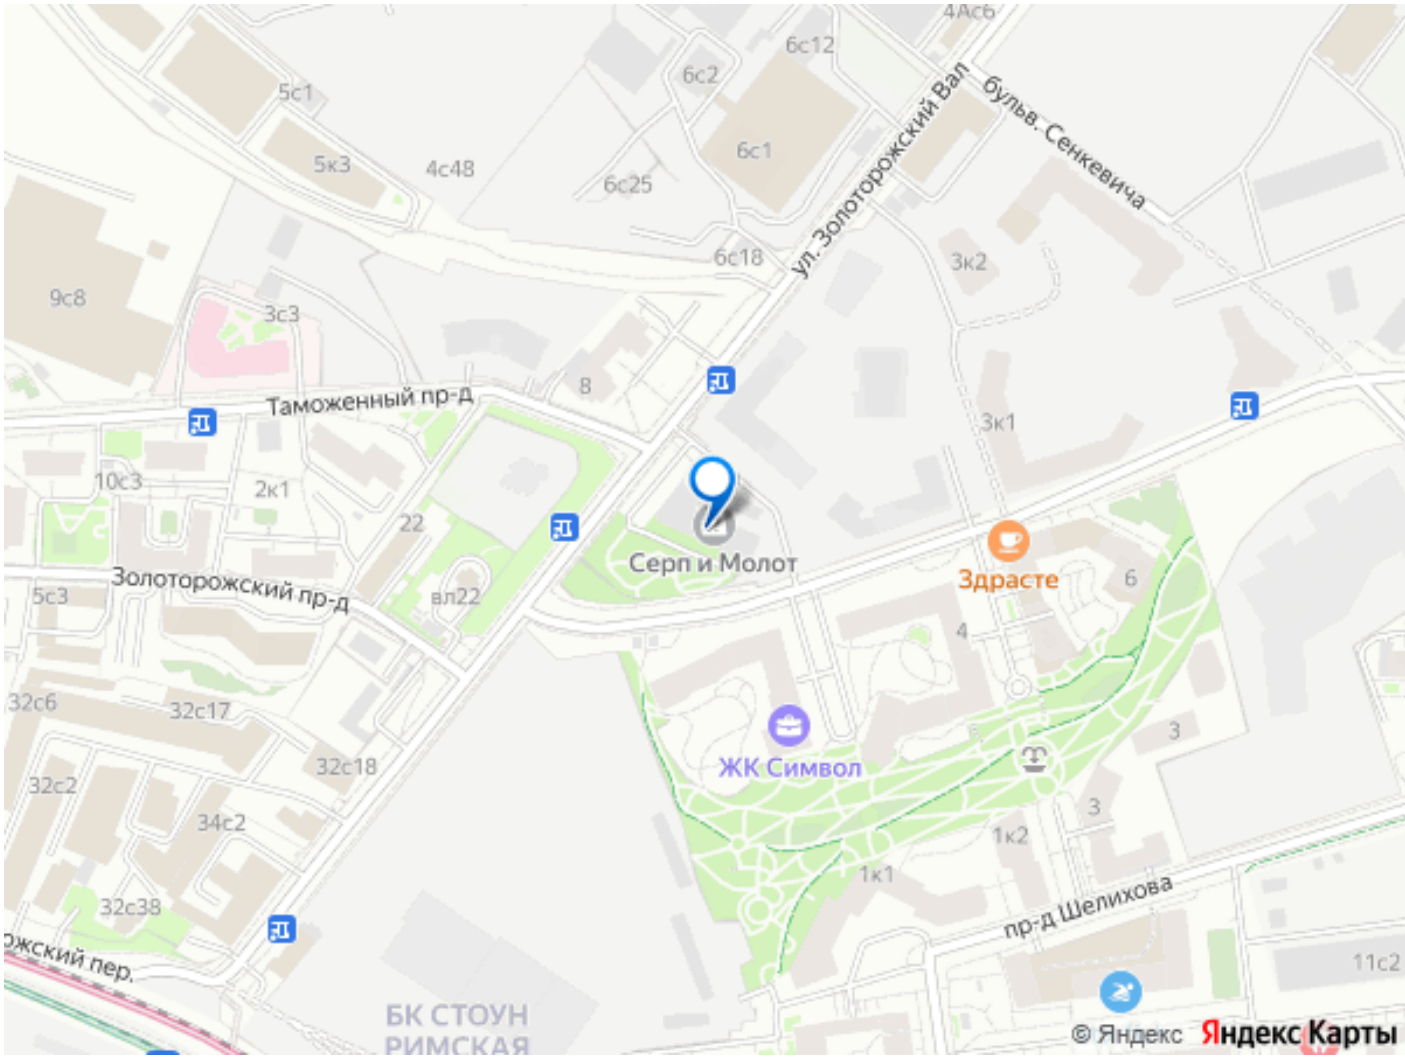 4Ас6
6с12
6с2
5с1
ул. Золоторожский Вал
бульв. Сенкевича
6с1
5к3
4с48
6с25
6с18
3к2
9с8
3с3
8
Таможенный пр-д
3к1
10с3
2к1
22
Серп и Молот
Здрасте
6
Золоторожский пр-д
вл22
5с3
4
32с6
32с17
3
ЖК Символ
32с18
32с2
3
34с2
1к2
1к1
32с38
пр-д Шелихова
ожский пер.
11с2
БК СТОУН
РИМСКАЯ
© Яндекс Яндекс Карты